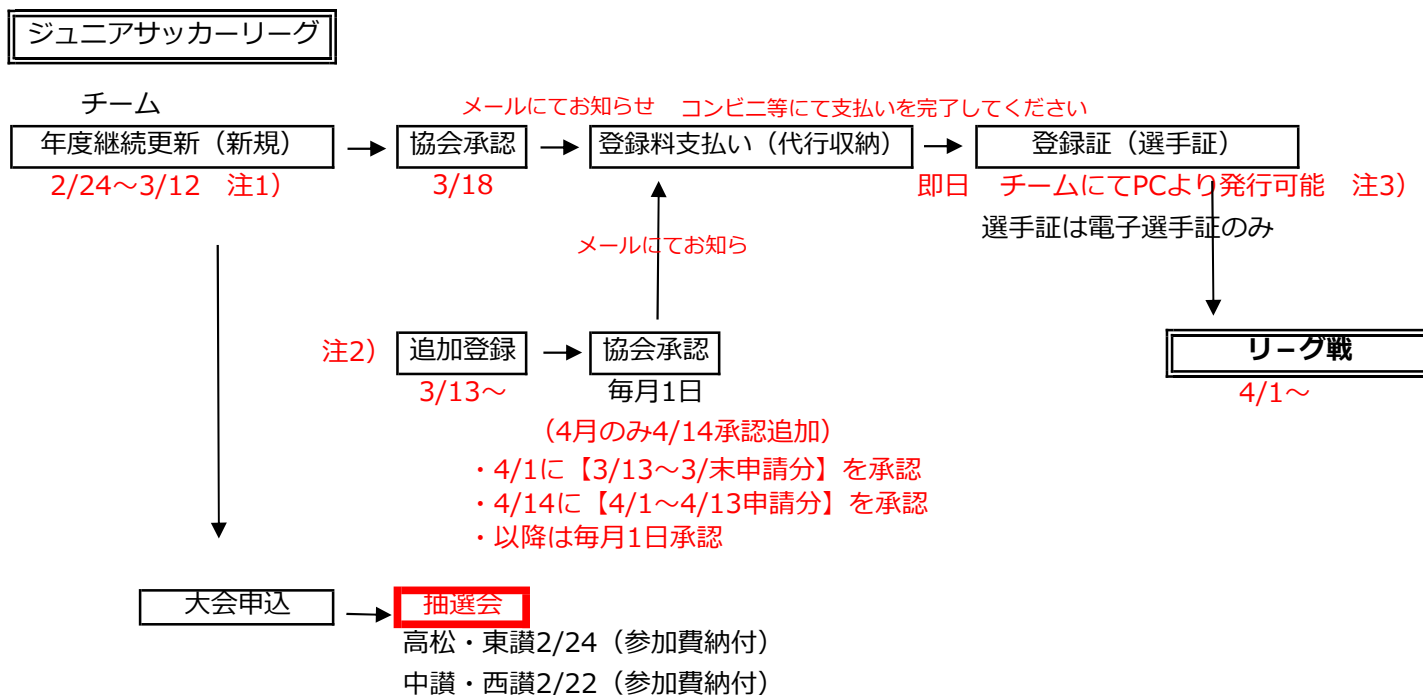 ジュニアサッカーリーグ
チーム
メールにてお知らせ コンビニ等にて支払いを完了してください
年度継続更新（新規） 協会承認 登録料支払い（代行収納） 登録証（選手証）
2/24～3/12 注1） 3/18 即日 チームにてPCより発行可能 注3）
選手証は電子選手証のみ
メールにてお知ら
注2） 追加登録 協会承認 リ−グ戦
3/13～ 毎月1日 4/1～
（4月のみ4/14承認追加）
・4/1に【3/13～3/末申請分】を承認
・4/14に【4/1～4/13申請分】を承認
・以降は毎月1日承認
大会申込 抽選会
高松・東讃2/24（参加費納付）
中讃・西讃2/22（参加費納付）